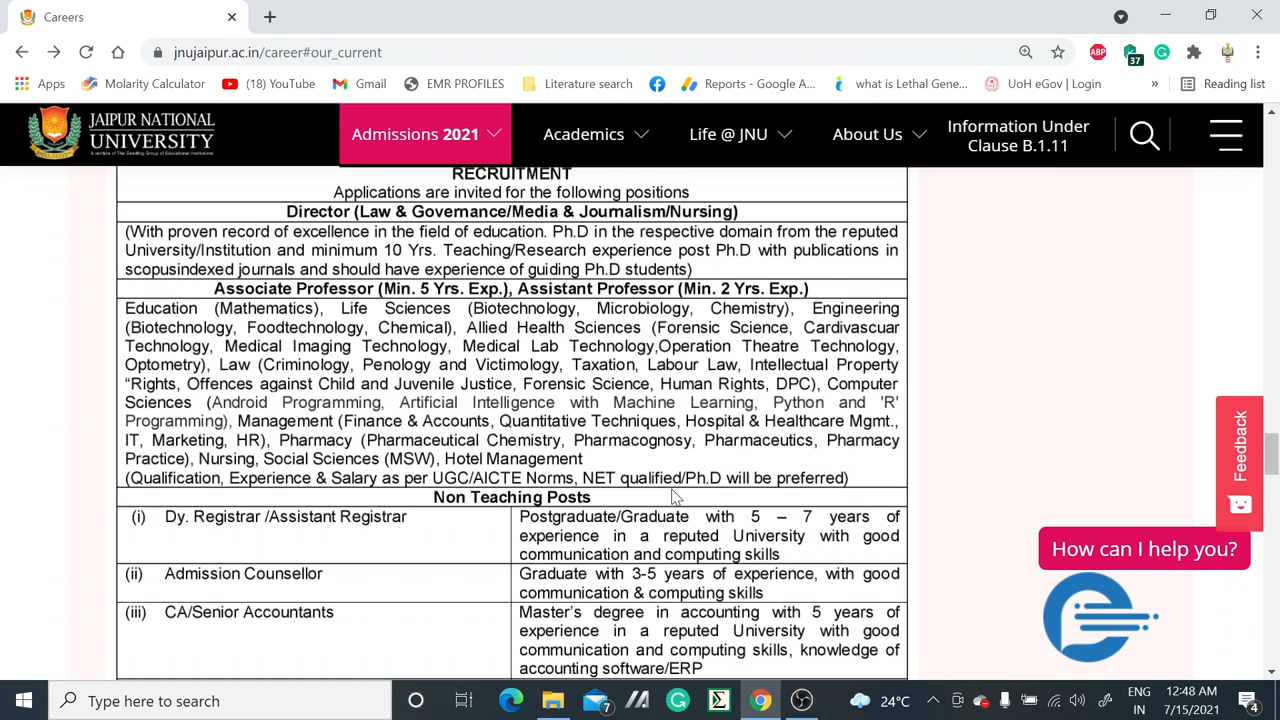 Careers
jnujaipur.ac.in/career#our_current
ABP
37
Apps
Molarity Calculator
(18) YouTube
Gmail
EMR PROFILES
Literature search
Reports - Google A...
what is Lethal Gene...
UoH eGov | Login
»
Reading list
JAIPUR NATIONAL
UNIVERSITY
A venture of The Seedling Group of Educational Institutions
Admissions 2021
Academics
Life @ JNU
About Us
Information Under
Clause B.1.11
RECRUITMENT
Applications are invited for the following positions
Director (Law & Governance/Media & Journalism/Nursing)
(With proven record of excellence in the field of education. Ph.D in the respective domain from the reputed
University/Institution and minimum 10 Yrs. Teaching/Research experience post Ph.D with publications in
scopusindexed journals and should have experience of guiding Ph.D students)
Associate Professor (Min. 5 Yrs. Exp.), Assistant Professor (Min. 2 Yrs. Exp.)
Education (Mathematics), Life Sciences (Biotechnology, Microbiology, Chemistry), Engineering
(Biotechnology, Foodtechnology, Chemical), Allied Health Sciences (Forensic Science, Cardivascuar
Technology, Medical Imaging Technology, Medical Lab Technology,Operation Theatre Technology,
Optometry), Law (Criminology, Penology and Victimology, Taxation, Labour Law, Intellectual Property
“Rights, Offences against Child and Juvenile Justice, Forensic Science, Human Rights, DPC), Computer
Sciences (Android Programming, Artificial Intelligence with Machine Learning, Python and 'R'
Programming), Management (Finance & Accounts, Quantitative Techniques, Hospital & Healthcare Mgmt.,
IT, Marketing, HR), Pharmacy (Pharmaceutical Chemistry, Pharmacognosy, Pharmaceutics, Pharmacy
Practice), Nursing, Social Sciences (MSW), Hotel Management
(Qualification, Experience & Salary as per UGC/AICTE Norms, NET qualified/Ph.D will be preferred)
Non Teaching Posts
(i) Dy. Registrar /Assistant Registrar
Postgraduate/Graduate with 5 – 7 years of
experience in a reputed University with good
communication and computing skills
(ii) Admission Counsellor
Graduate with 3-5 years of experience, with good
communication & computing skills
(iii) CA/Senior Accountants
Master's degree in accounting with 5 years of
experience in a reputed University with good
communication and computing skills, knowledge of
accounting software/ERP
Feedback
How can I help you?
Type here to search
7
24°C
ENG
IN
12:48 AM
7/15/2021
4